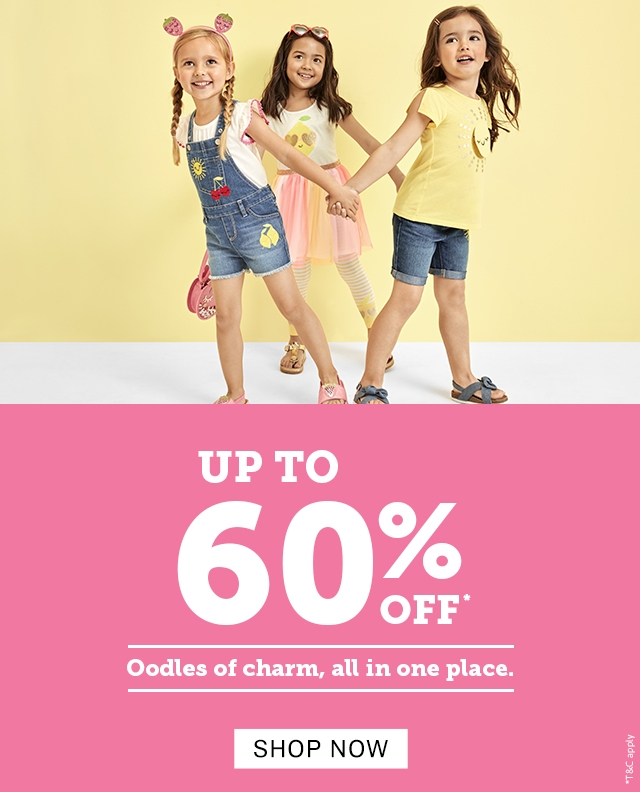 UP TO
60%
OFF*
Oodles of charm, all in one place.
SHOP NOW
*T&C apply